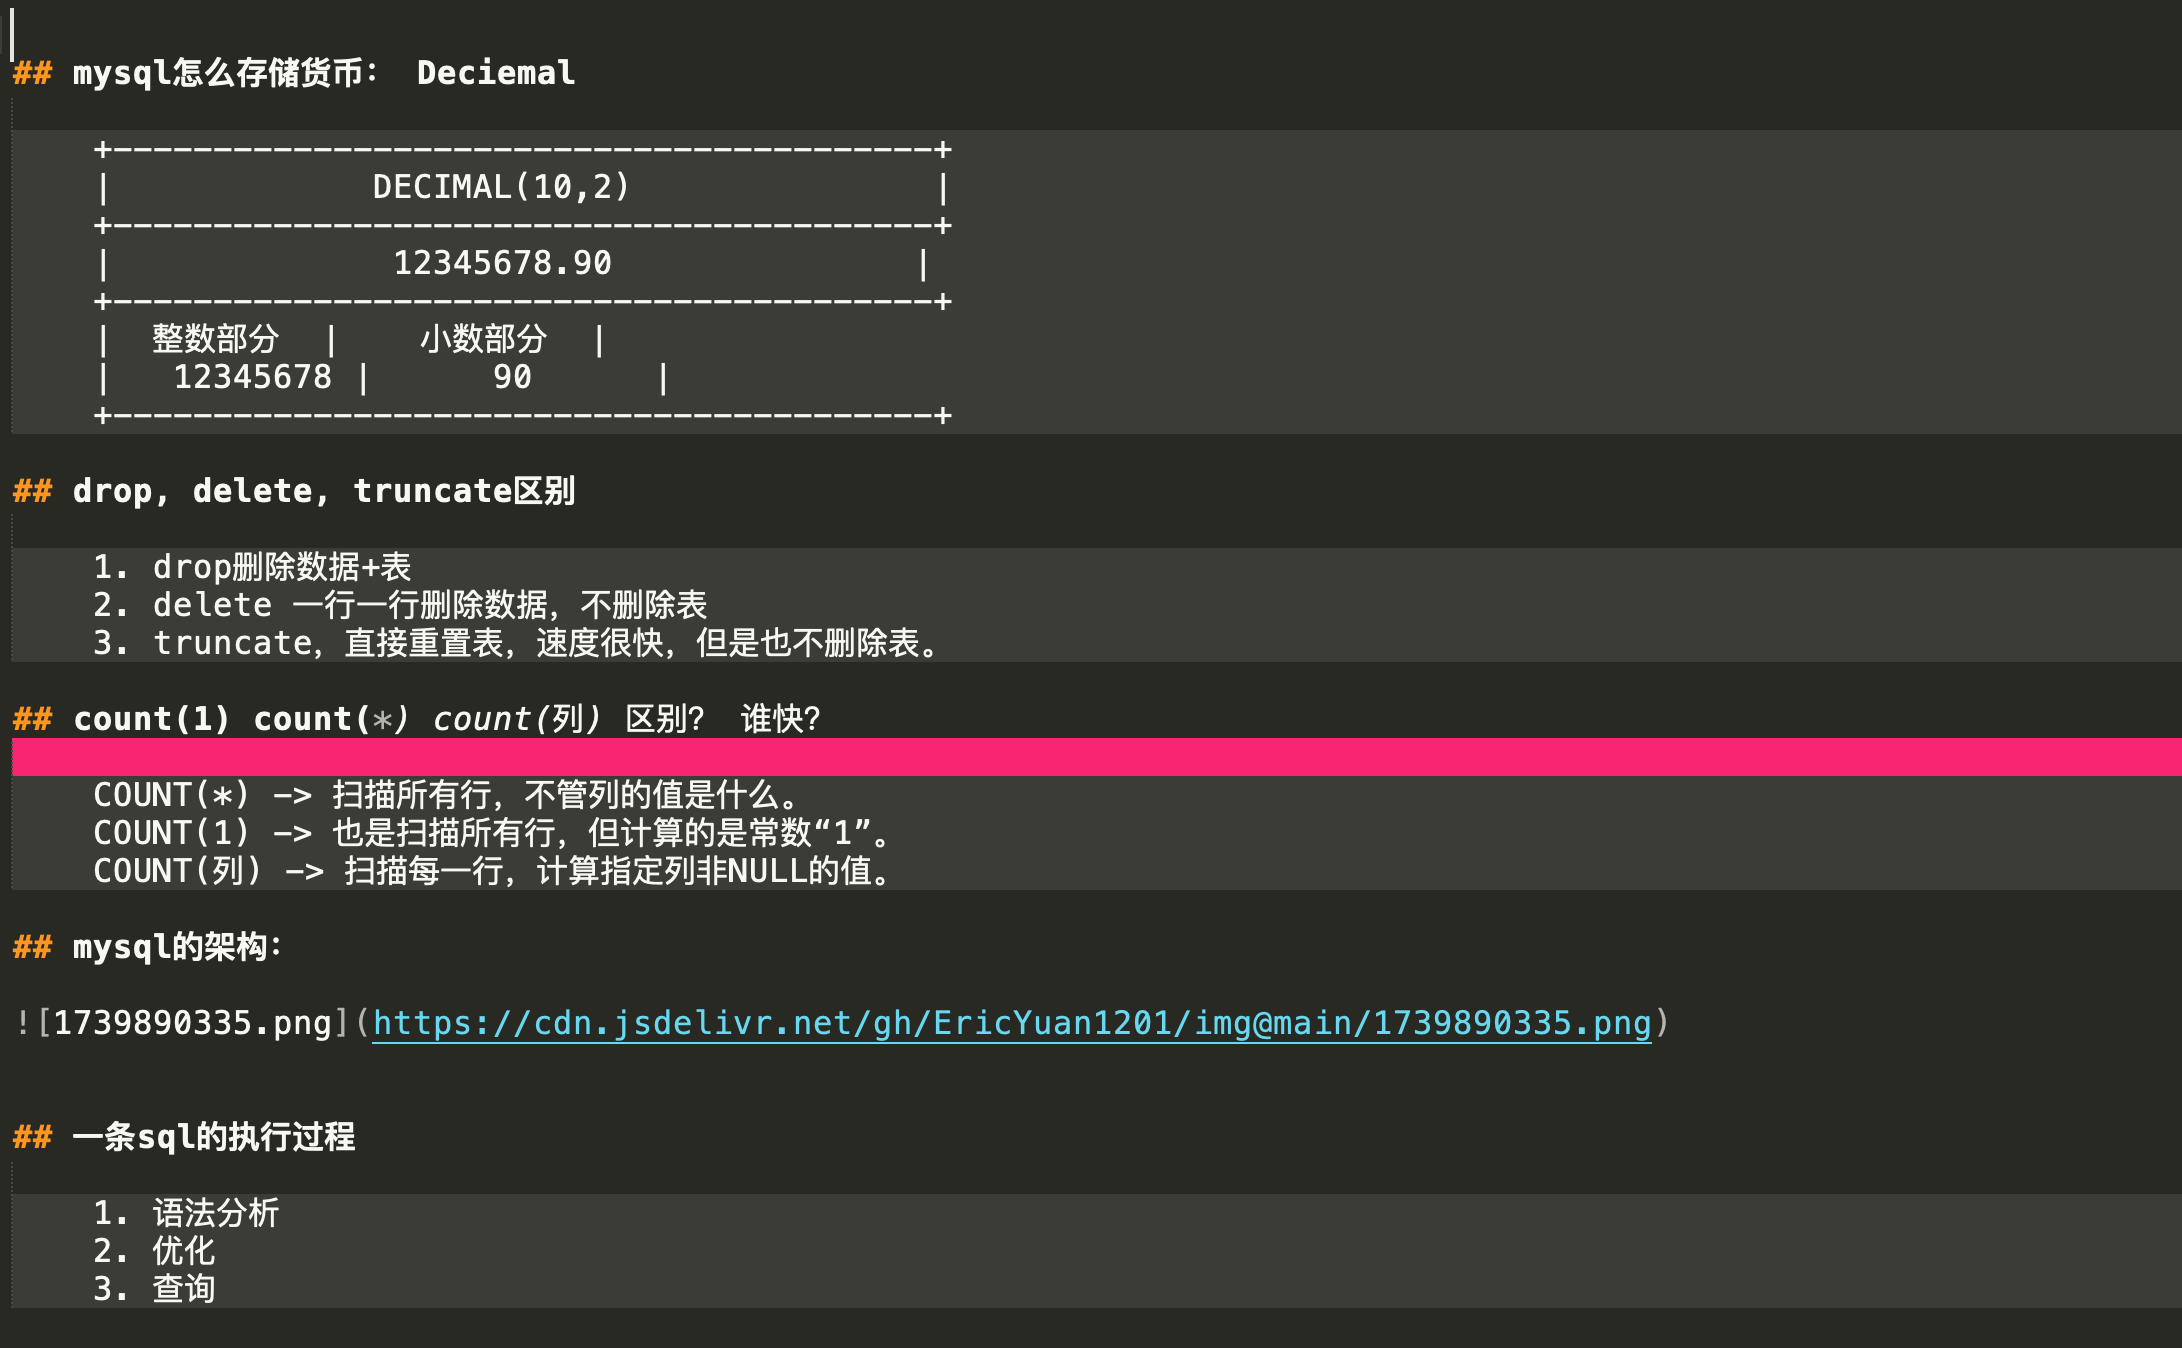 ## mysql怎么存储货币： Deciemal
+-----------------------------------------+
|             DECIMAL(10,2)               |
+-----------------------------------------+
|              12345678.90               |
+-----------------------------------------+
|  整数部分  |    小数部分  |
|   12345678 |      90      |
+-----------------------------------------+
## drop, delete, truncate区别
1. drop删除数据+表
2. delete 一行一行删除数据，不删除表
3. truncate，直接重置表，速度很快，但是也不删除表。
## count(1) count(*) count(列) 区别？ 谁快？
COUNT(*) -> 扫描所有行，不管列的值是什么。
COUNT(1) -> 也是扫描所有行，但计算的是常数“1”。
COUNT(列) -> 扫描每一行，计算指定列非NULL的值。
## mysql的架构：
![1739890335.png](https://cdn.jsdelivr.net/gh/EricYuan1201/img@main/1739890335.png)
## 一条sql的执行过程
1. 语法分析
2. 优化
3. 查询